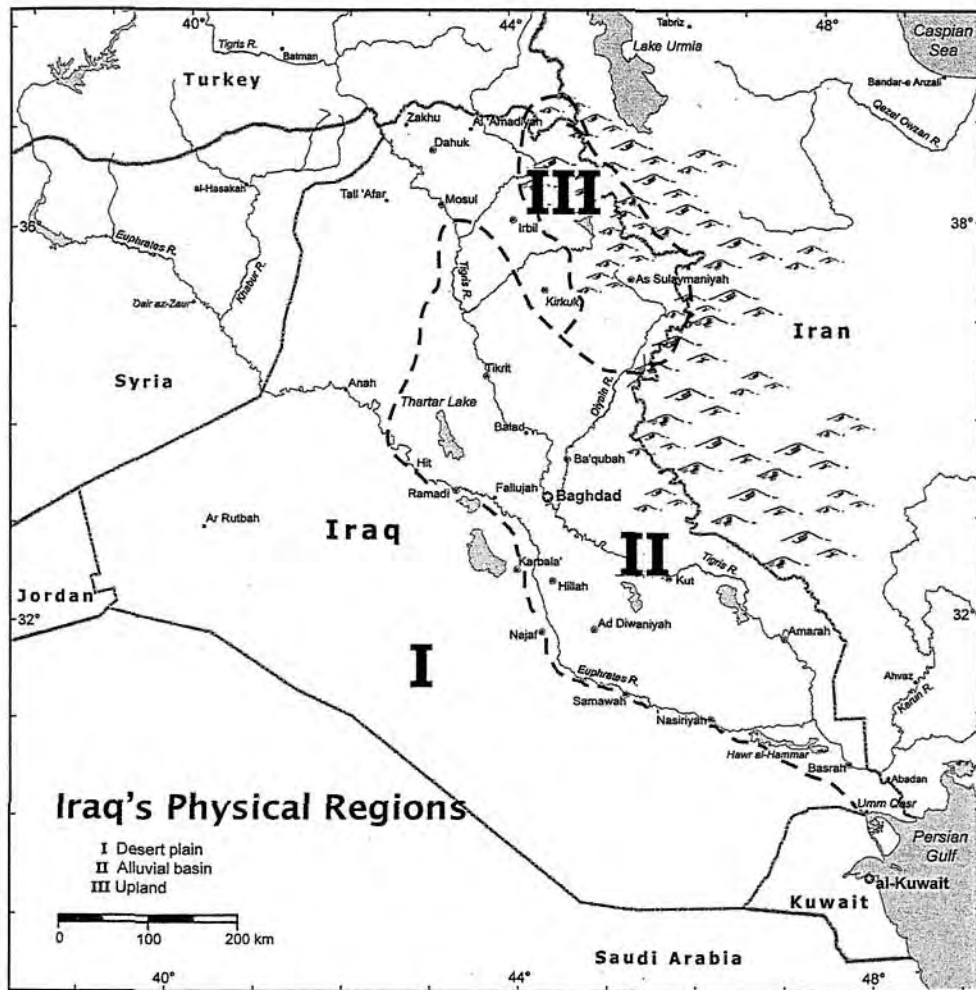 40°
44°
48°
Tabriz
Lake Urmia
Caspian
Sea
Tigris R.
Batman
Turkey
Bandar-e Anzali
Qezel Owzan R.
Zakhu
Al 'Amadiyah
Dahuk
al-Hasakah
Tall 'Afar
Mosul
III
Irbil
36°
38°
Euphrates R.
Khabur R.
Tigris R.
As Sulaymaniyah
Kirkuk
Dair az-Zaur
Iran
Syria
Anah
Tikrit
Diyala R.
Thartar Lake
Balad
Ba'qubah
Hit
Ramadi
Fallujah
Baghdad
Ar Rutbah
Iraq
II
Karbala'
Hillah
Kut
Tigris R.
Jordan
32°
32°
Najaf
Ad Diwaniyah
Amarah
I
Euphrates R.
Samawah
Ahvaz
Karun R.
Nasiriyah
Hawr al-Hammar
Basrah
Abadan
Umm Qasr
Iraq's Physical Regions
I Desert plain
II Alluvial basin
III Upland
Persian
Gulf
al-Kuwait
Kuwait
0 100 200 km
Saudi Arabia
40°
44°
48°